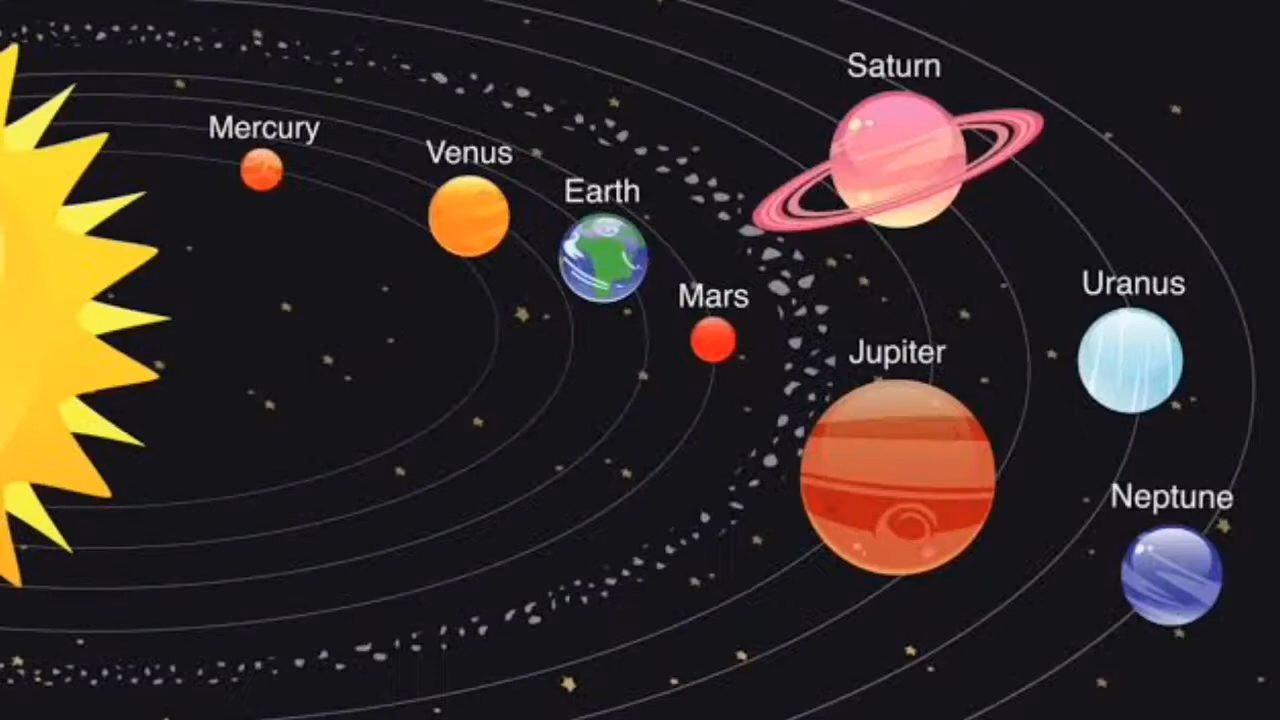 Mercury
Venus
Earth
Mars
Jupiter
Saturn
Uranus
Neptune